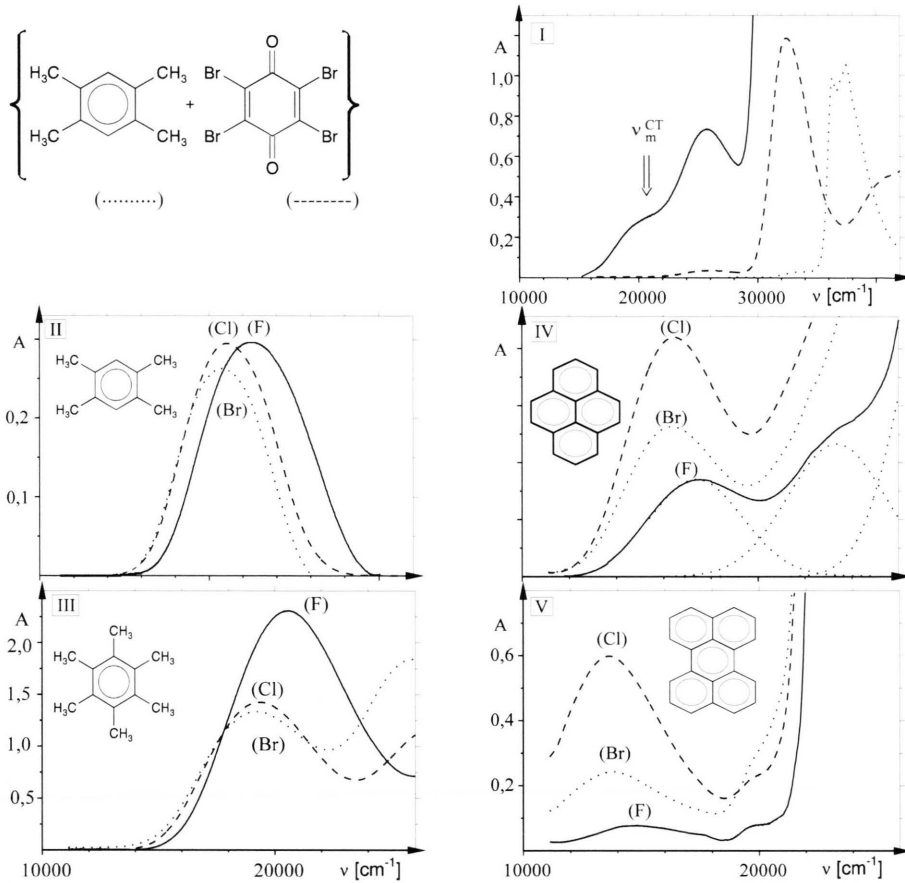 H₃C CH₃
H₃C CH₃
+
O
Br Br
Br Br
O
(..........) (--------)
I
A
1,0
0,8
0,6
0,4
0,2
ν CT m
10000 20000 30000 ν [cm⁻¹]
II
A
0,2
0,1
H₃C CH₃
H₃C CH₃
(Cl) (F)
(Br)
IV
A
(Cl)
(Br)
(F)
III
A
2,0
1,5
1,0
0,5
CH₃
H₃C CH₃
H₃C CH₃
CH₃
(F)
(Cl)
(Br)
10000 20000 ν [cm⁻¹]
V
A
0,6
0,4
0,2
(Cl)
(Br)
(F)
10000 20000 ν [cm⁻¹]